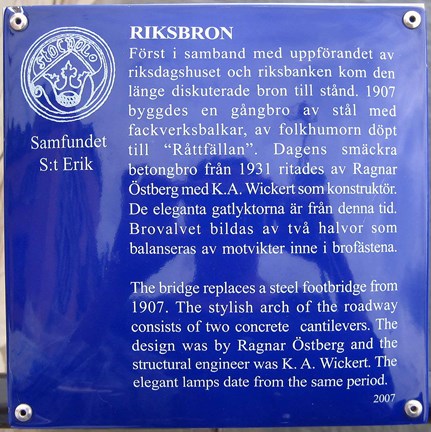 RIKSBRON
Först i samband med uppförandet av
riksdagshuset och riksbanken kom den
länge diskuterade bron till stånd. 1907
byggdes en gångbro av stål med
fackverksbalkar, av folkhumorn döpt
till “Råttfällan”. Dagens smäckra
betongbro från 1931 ritades av Ragnar
Östberg med K.A. Wickert som konstruktör.
De eleganta gatlyktorna är från denna tid.
Brovalvet bildas av två halvor som
balanseras av motvikter inne i brofästena.
Samfundet
S:t Erik
The bridge replaces a steel footbridge from
1907. The stylish arch of the roadway
consists of two concrete cantilevers. The
design was by Ragnar Östberg and the
structural engineer was K. A. Wickert. The
elegant lamps date from the same period.
2007